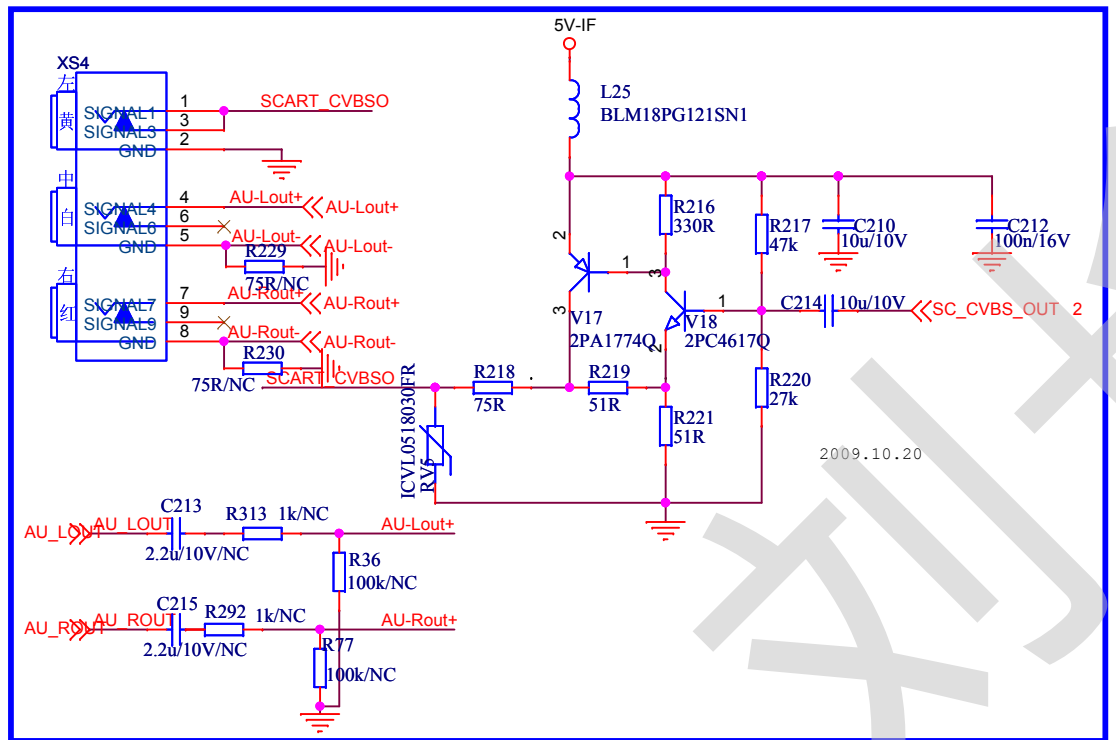 5V-IF
XS4
左
黄
SIGNAL1
SIGNAL3
GND
1
3
2
SCART_CVBSO
L25
BLM18PG121SN1
中
白
SIGNAL4
SIGNAL6
GND
4
6
5
AU-Lout+
AU-Lout+
AU-Lout-
AU-Lout-
R229
75R/NC
右
红
SIGNAL7
SIGNAL9
GND
7
9
8
AU-Rout+
AU-Rout+
AU-Rout-
AU-Rout-
R230
75R/NC
SCART_CVBSO
R216
330R
R217
47k
C210
10u/10V
C212
100n/16V
2
1
3
V17
2PA1774Q
3
1
2
V18
2PC4617Q
C214
10u/10V
SC_CVBS_OUT 2
R218
75R
R219
51R
R220
27k
R221
51R
ICVL0518030FR
RV5
2009.10.20
C213
AU_LOUT
AU_LOUT
2.2u/10V/NC
R313 1k/NC
AU-Lout+
R36
100k/NC
C215
AU_ROUT
AU_ROUT
2.2u/10V/NC
R292 1k/NC
AU-Rout+
R77
100k/NC